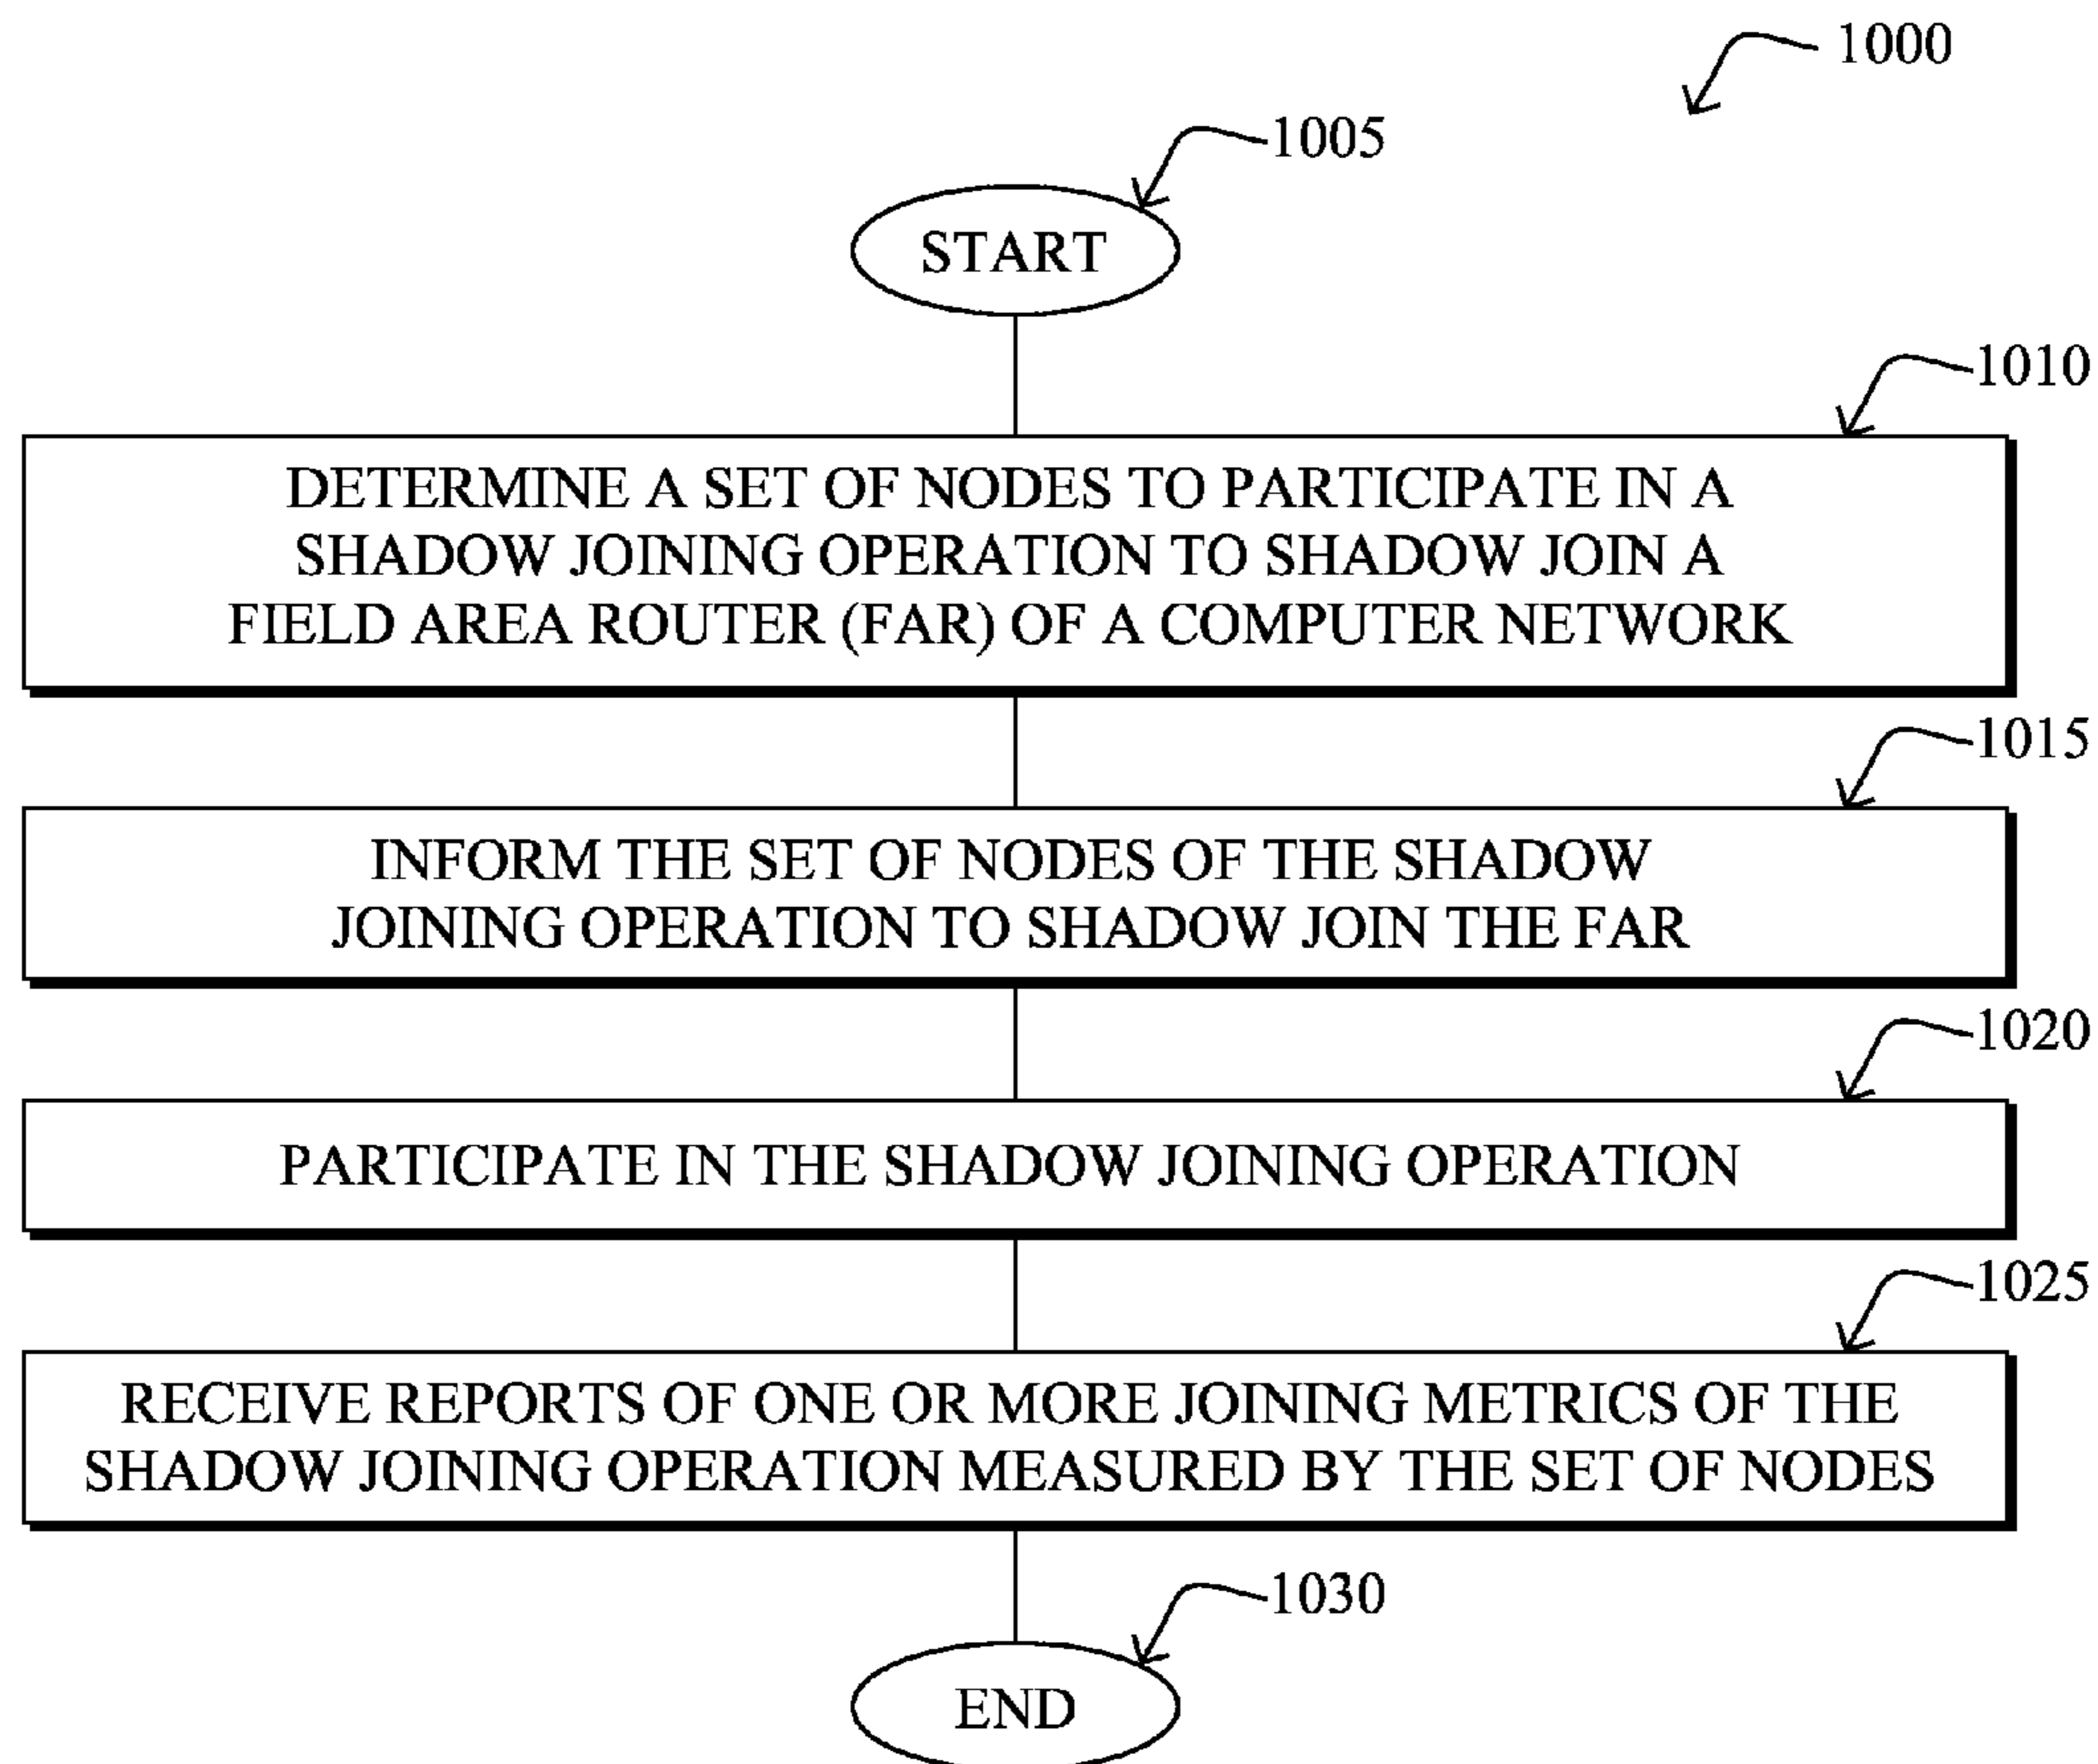 1000
1005
START
1010
DETERMINE A SET OF NODES TO PARTICIPATE IN A
SHADOW JOINING OPERATION TO SHADOW JOIN A
FIELD AREA ROUTER (FAR) OF A COMPUTER NETWORK
1015
INFORM THE SET OF NODES OF THE SHADOW
JOINING OPERATION TO SHADOW JOIN THE FAR
1020
PARTICIPATE IN THE SHADOW JOINING OPERATION
1025
RECEIVE REPORTS OF ONE OR MORE JOINING METRICS OF THE
SHADOW JOINING OPERATION MEASURED BY THE SET OF NODES
1030
END